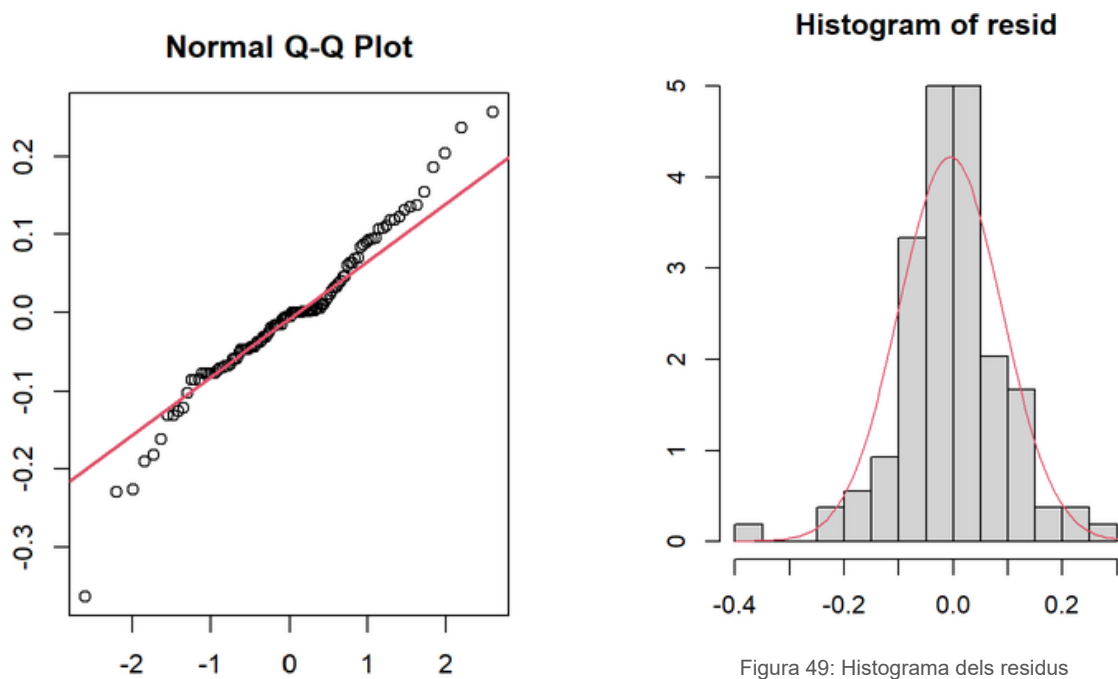 Normal Q-Q Plot
0.2
0.1
0.0
-0.1
-0.2
-0.3
-2 -1 0 1 2
Histogram of resid
5
4
3
2
1
0
-0.4 -0.2 0.0 0.2
Figura 49: Histograma dels residus